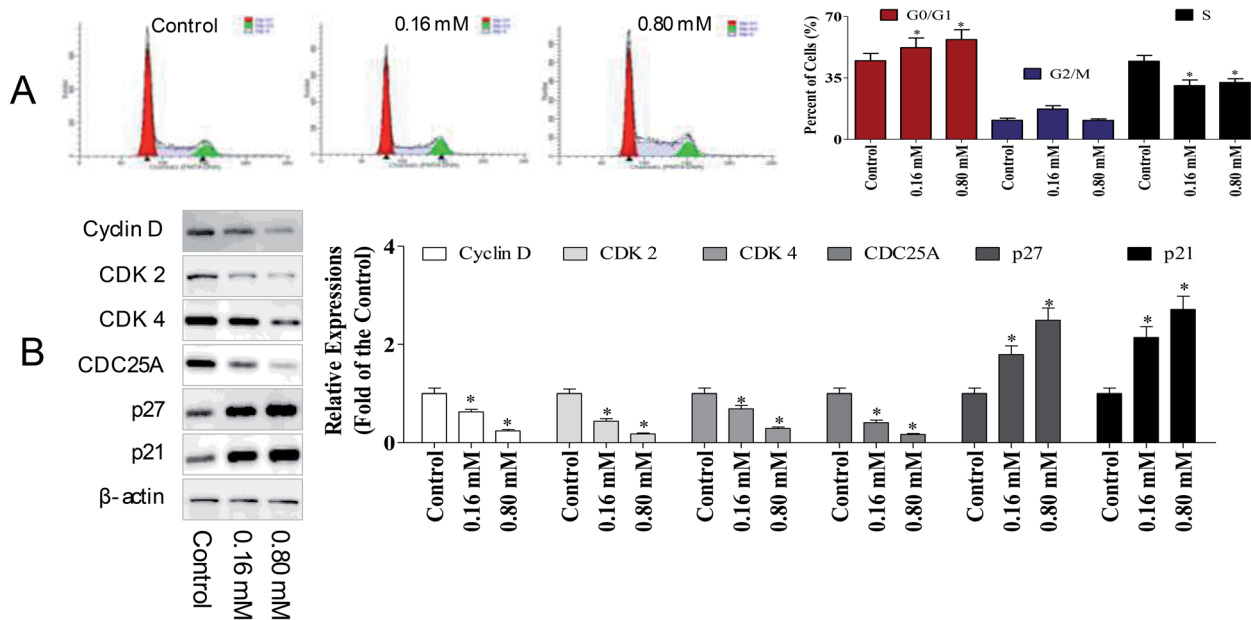 A
Control
0.16 mM
0.80 mM
Percent of Cells (%)
70
35
0
G0/G1
G2/M
S
*
*
*
*
Control
0.16 mM
0.80 mM
Control
0.16 mM
0.80 mM
Control
0.16 mM
0.80 mM
B
Cyclin D
CDK 2
CDK 4
CDC25A
p27
p21
β-actin
Control
0.16 mM
0.80 mM
Relative Expressions
(Fold of the Control)
4
2
0
Cyclin D
CDK 2
CDK 4
CDC25A
p27
p21
*
*
*
*
*
*
*
*
*
*
*
*
Control
0.16 mM
0.80 mM
Control
0.16 mM
0.80 mM
Control
0.16 mM
0.80 mM
Control
0.16 mM
0.80 mM
Control
0.16 mM
0.80 mM
Control
0.16 mM
0.80 mM